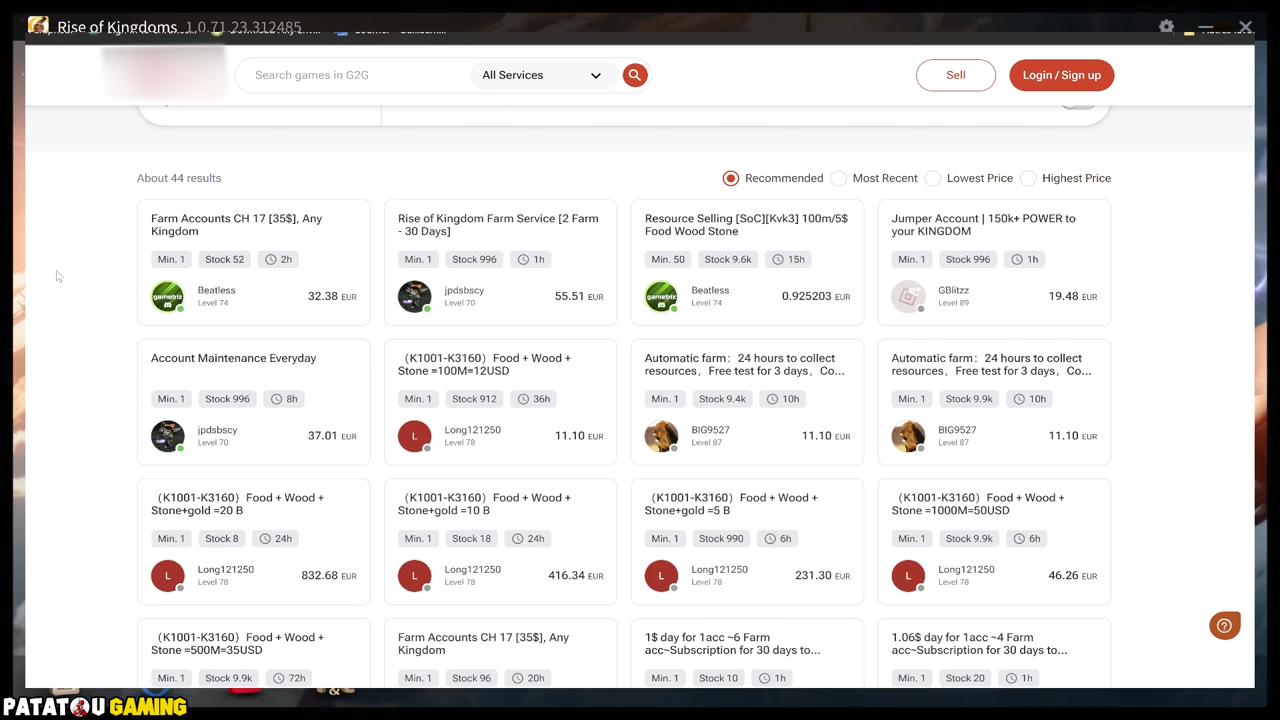 Rise of Kingdoms 1.0.71.23.312485
Search games in G2G
All Services
Sell
Login / Sign up
About 44 results
Recommended
Most Recent
Lowest Price
Highest Price
Farm Accounts CH 17 [35$], Any
Kingdom
Min. 1
Stock 52
2h
Beatless
Level 74
32.38 EUR
Rise of Kingdom Farm Service [2 Farm
- 30 Days]
Min. 1
Stock 996
1h
jpdsbscy
Level 70
55.51 EUR
Resource Selling [SoC][Kvk3] 100m/5$
Food Wood Stone
Min. 50
Stock 9.6k
15h
Beatless
Level 74
0.925203 EUR
Jumper Account | 150k+ POWER to
your KINGDOM
Min. 1
Stock 996
1h
GBlitzz
Level 89
19.48 EUR
Account Maintenance Everyday
Min. 1
Stock 996
8h
jpdsbscy
Level 70
37.01 EUR
（K1001-K3160）Food + Wood +
Stone =100M=12USD
Min. 1
Stock 912
36h
L
Long121250
Level 78
11.10 EUR
Automatic farm：24 hours to collect
resources，Free test for 3 days，Co...
Min. 1
Stock 9.4k
10h
BIG9527
Level 87
11.10 EUR
Automatic farm：24 hours to collect
resources，Free test for 3 days，Co...
Min. 1
Stock 9.9k
10h
BIG9527
Level 87
11.10 EUR
（K1001-K3160）Food + Wood +
Stone+gold =20 B
Min. 1
Stock 8
24h
L
Long121250
Level 78
832.68 EUR
（K1001-K3160）Food + Wood +
Stone+gold =10 B
Min. 1
Stock 18
24h
L
Long121250
Level 78
416.34 EUR
（K1001-K3160）Food + Wood +
Stone+gold =5 B
Min. 1
Stock 990
6h
L
Long121250
Level 78
231.30 EUR
（K1001-K3160）Food + Wood +
Stone =1000M=50USD
Min. 1
Stock 9.9k
6h
L
Long121250
Level 78
46.26 EUR
（K1001-K3160）Food + Wood +
Stone =500M=35USD
Min. 1
Stock 9.9k
72h
Farm Accounts CH 17 [35$], Any
Kingdom
Min. 1
Stock 96
20h
1$ day for 1acc ~6 Farm
acc~Subscription for 30 days to...
Min. 1
Stock 10
1h
1.06$ day for 1acc ~4 Farm
acc~Subscription for 30 days to...
Min. 1
Stock 20
1h
PATATOU GAMING